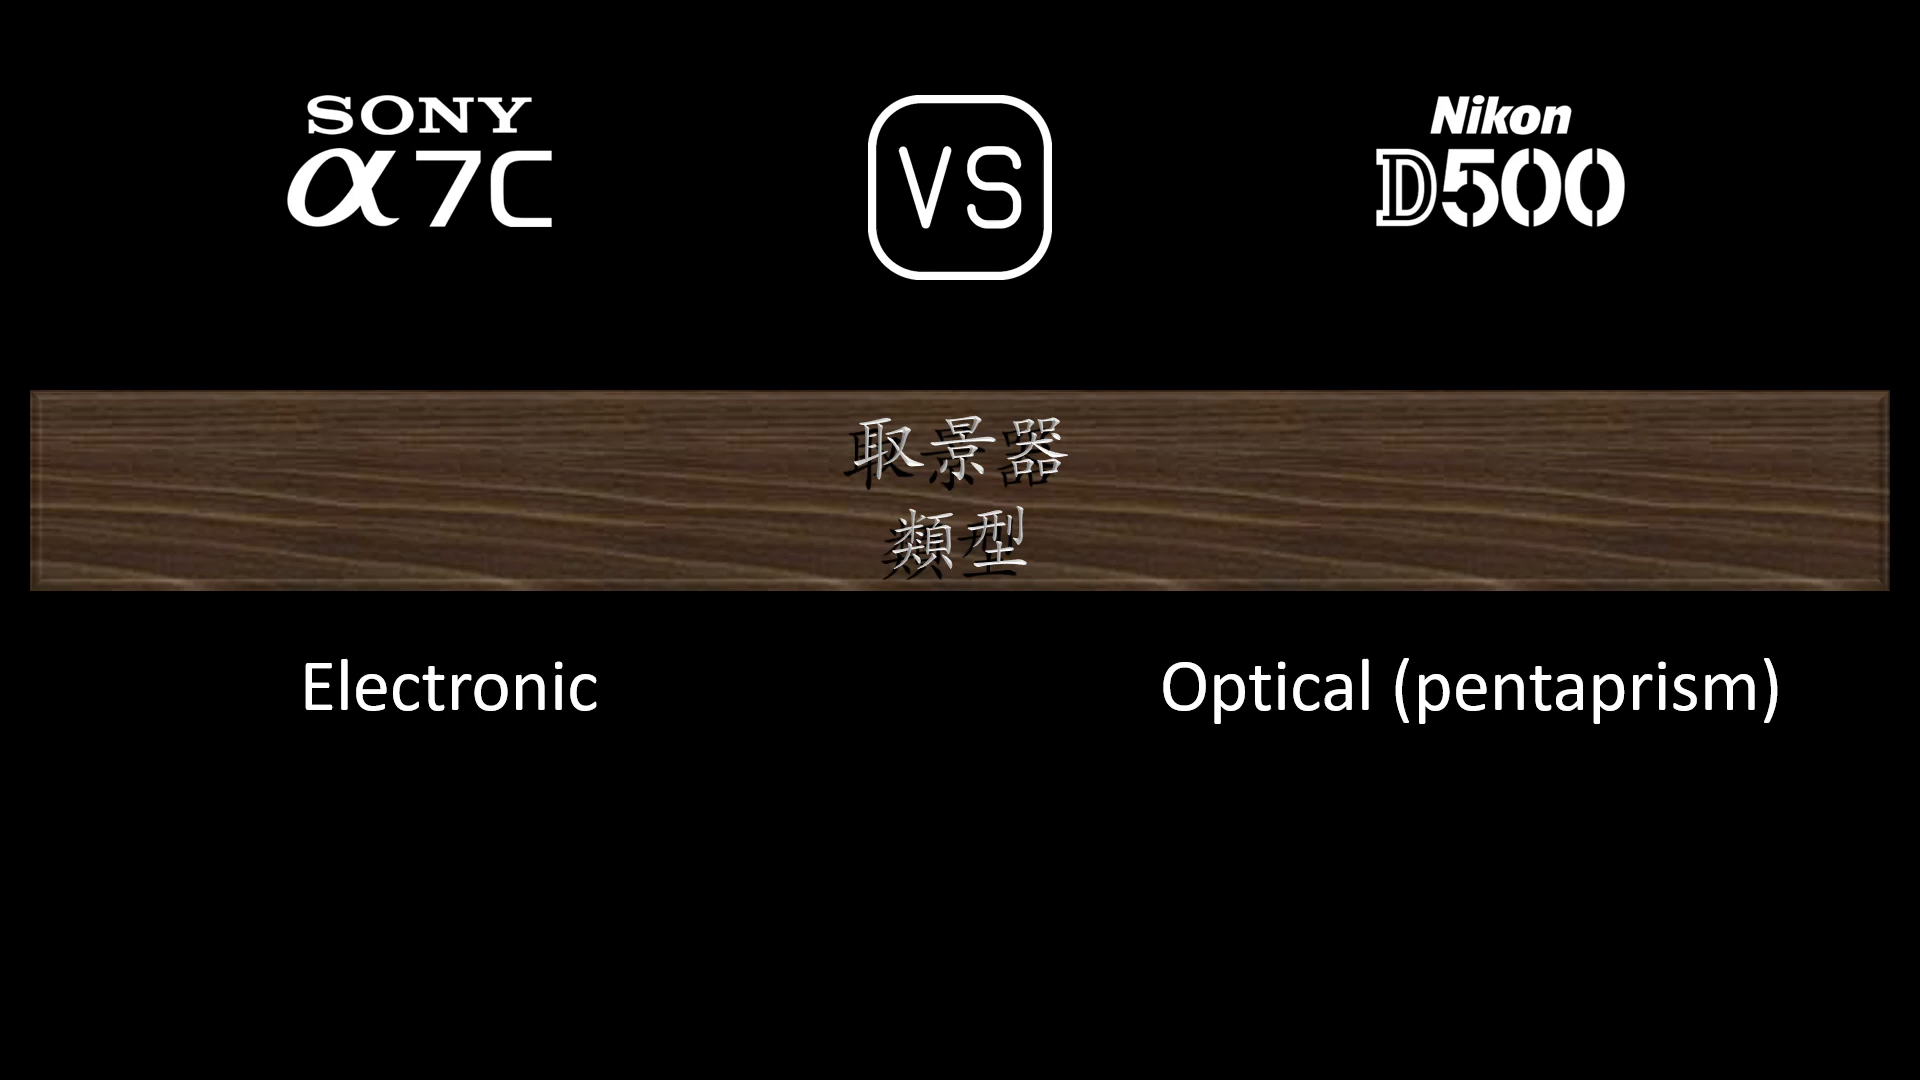 SONY
α7C
VS
Nikon
D500
取景器
類型
Electronic
Optical (pentaprism)